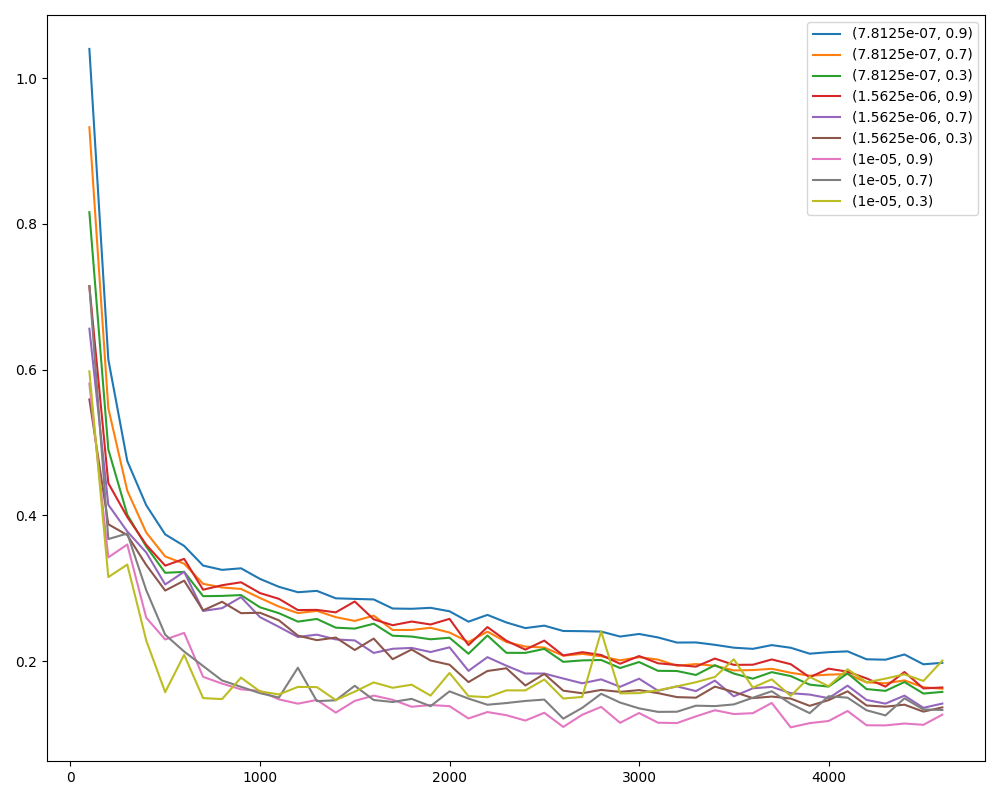 1.0
0.8
0.6
0.4
0.2
0
1000
2000
3000
4000
(7.8125e-07, 0.9)
(7.8125e-07, 0.7)
(7.8125e-07, 0.3)
(1.5625e-06, 0.9)
(1.5625e-06, 0.7)
(1.5625e-06, 0.3)
(1e-05, 0.9)
(1e-05, 0.7)
(1e-05, 0.3)